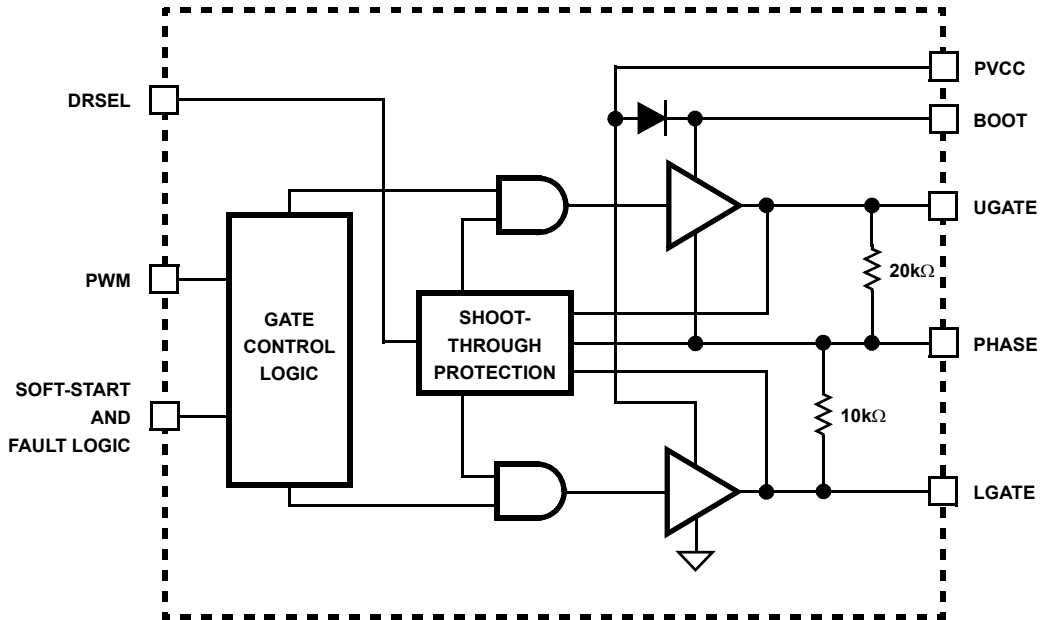 PVCC
DRSEL
BOOT
UGATE
PWM
20kΩ
GATE
CONTROL
LOGIC
SHOOT-
THROUGH
PROTECTION
PHASE
SOFT-START
AND
FAULT LOGIC
10kΩ
LGATE